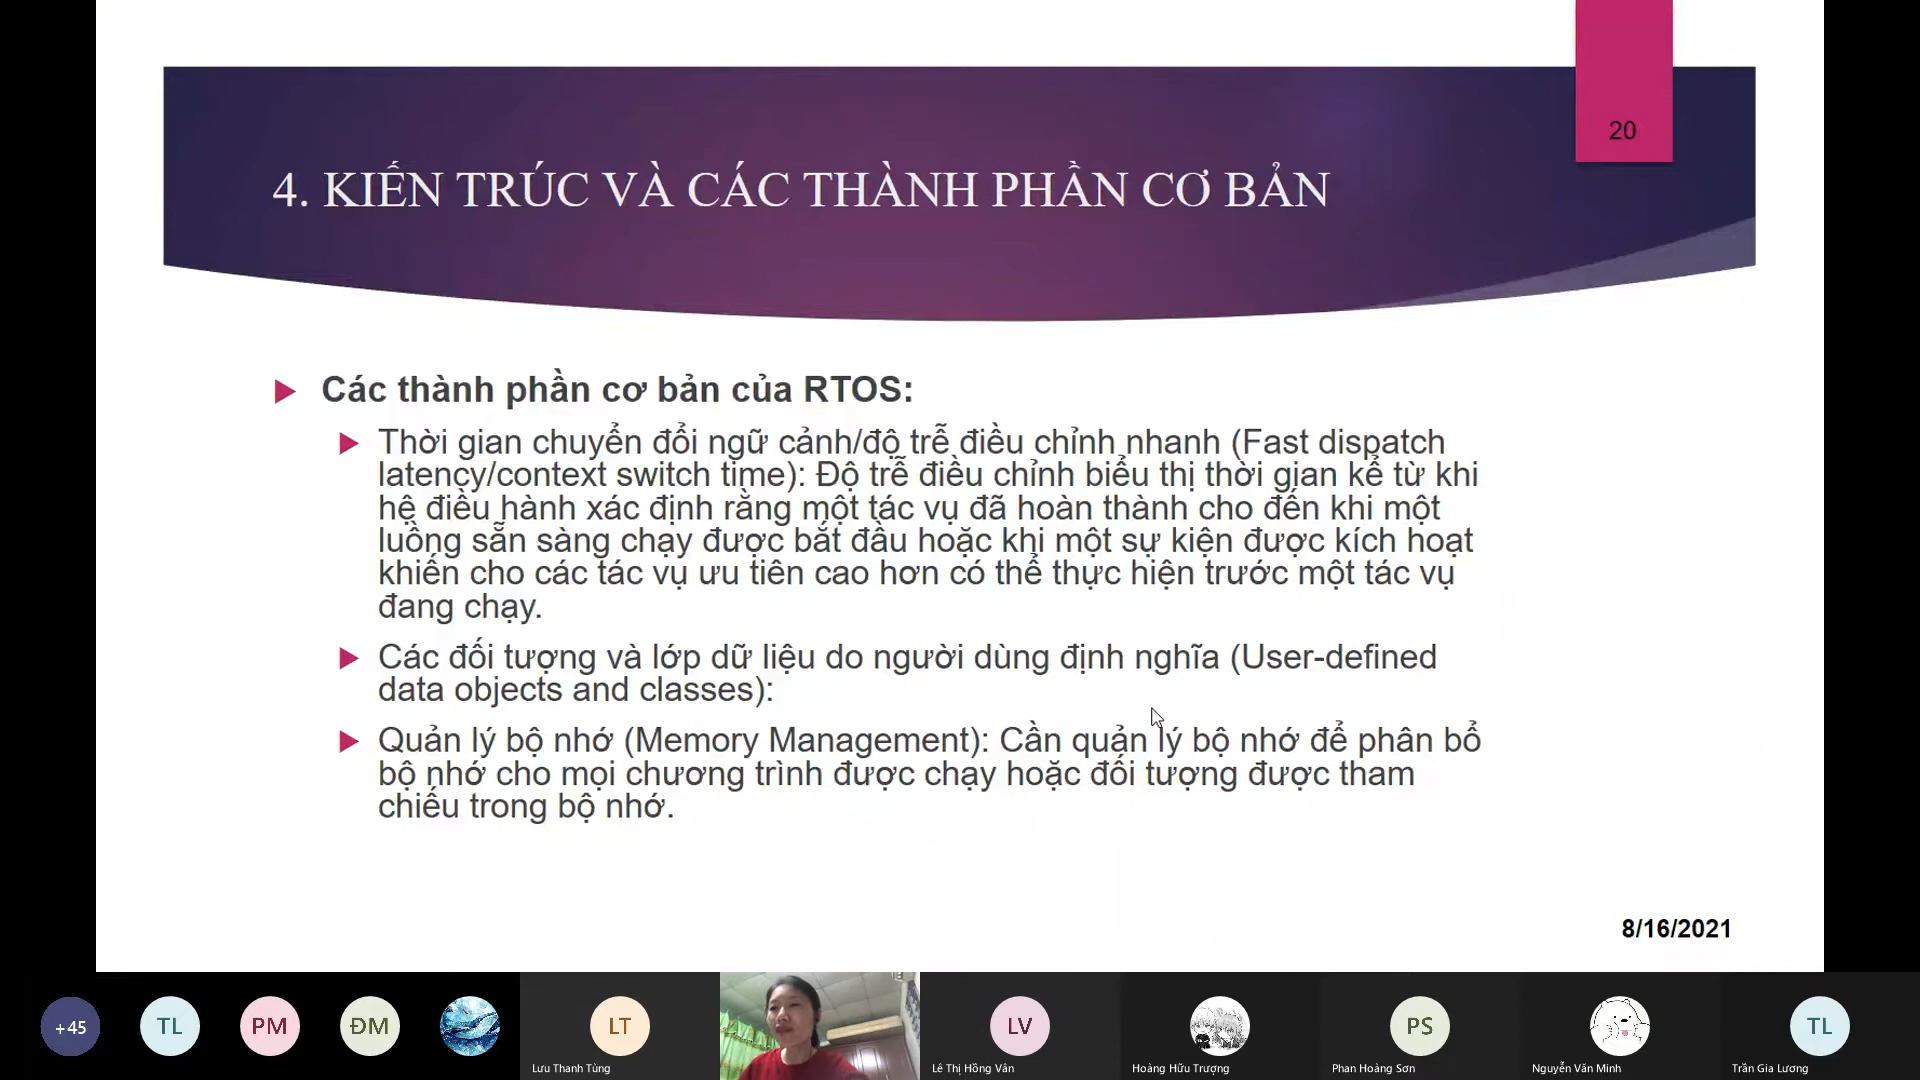 20
4. KIẾN TRÚC VÀ CÁC THÀNH PHẦN CƠ BẢN
Các thành phần cơ bản của RTOS:
Thời gian chuyển đổi ngữ cảnh/độ trễ điều chỉnh nhanh (Fast dispatch
latency/context switch time): Độ trễ điều chỉnh biểu thị thời gian kể từ khi
hệ điều hành xác định rằng một tác vụ đã hoàn thành cho đến khi một
luồng sẵn sàng chạy được bắt đầu hoặc khi một sự kiện được kích hoạt
khiến cho các tác vụ ưu tiên cao hơn có thể thực hiện trước một tác vụ
đang chạy.
Các đối tượng và lớp dữ liệu do người dùng định nghĩa (User-defined
data objects and classes):
Quản lý bộ nhớ (Memory Management): Cần quản lý bộ nhớ để phân bổ
bộ nhớ cho mọi chương trình được chạy hoặc đối tượng được tham
chiếu trong bộ nhớ.
8/16/2021
+45
TL
PM
ĐM
LT
LV
PS
TL
Lưu Thanh Tùng
Lê Thị Hồng Vân
Hoàng Hữu Trượng
Phan Hoàng Sơn
Nguyễn Văn Minh
Trần Gia Lương